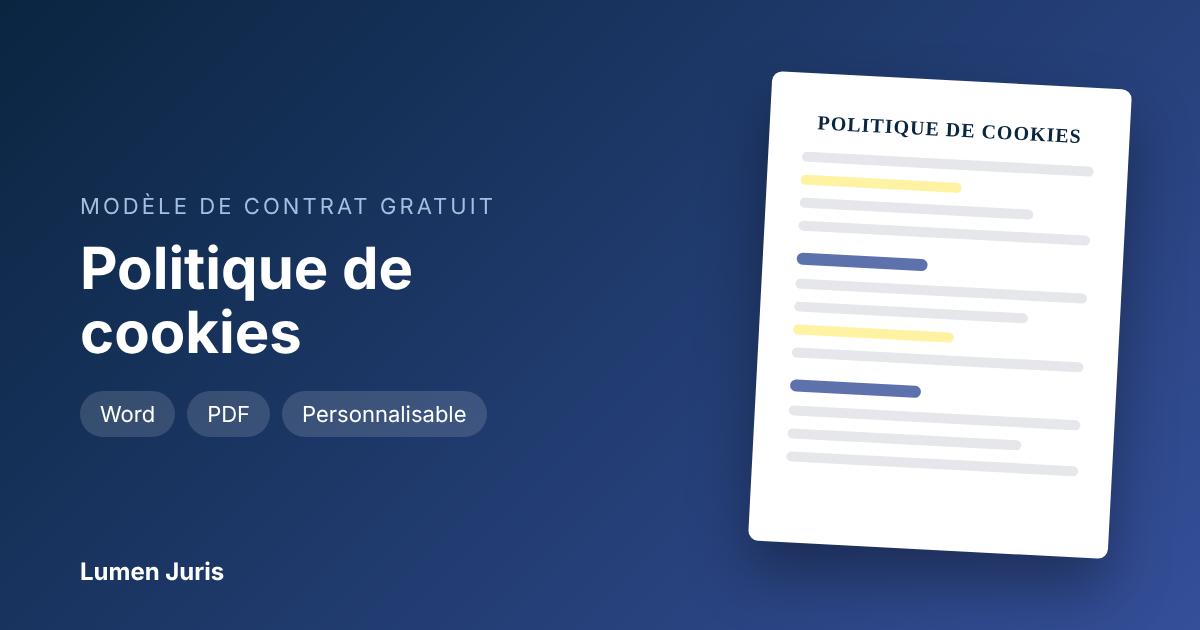 MODÈLE DE CONTRAT GRATUIT
Politique de
cookies
Word
PDF
Personnalisable
Lumen Juris
POLITIQUE DE COOKIES